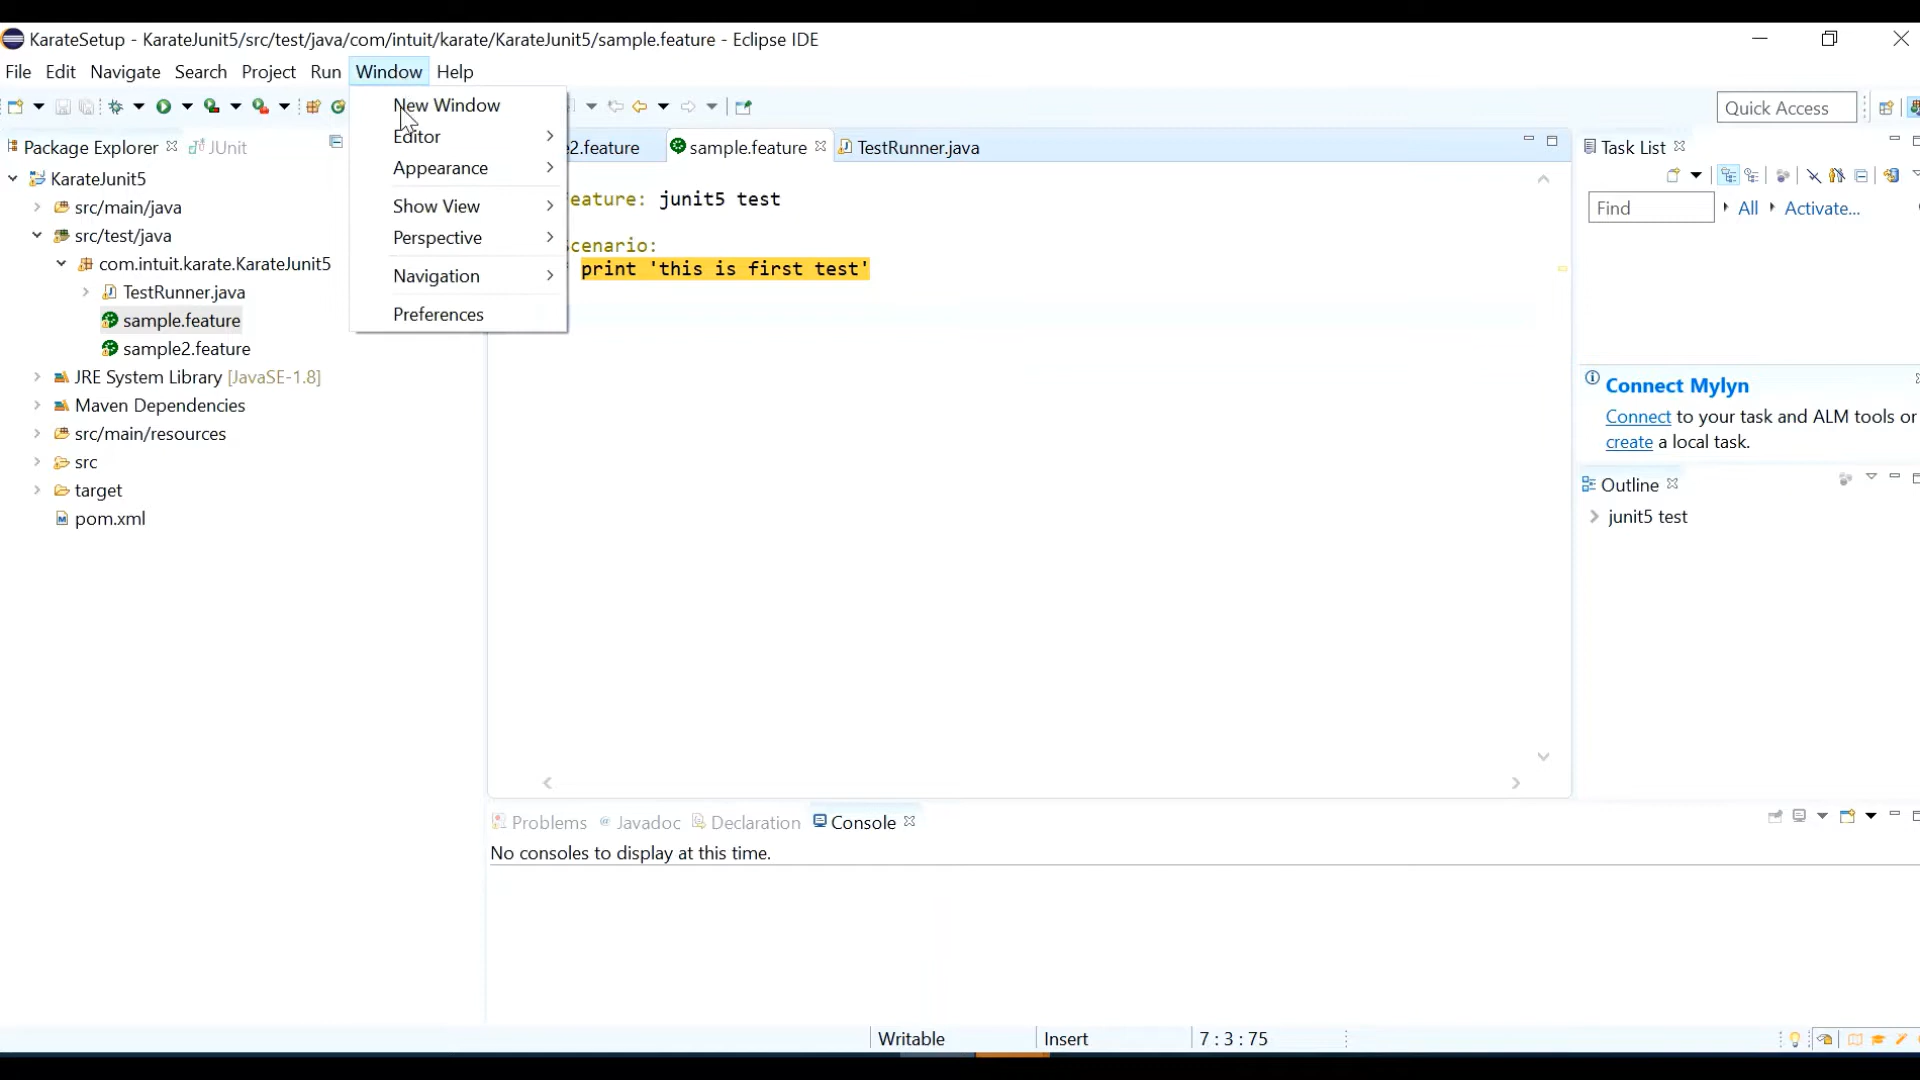 KarateSetup - KarateJunit5/src/test/java/com/intuit/karate/KarateJunit5/sample.feature - Eclipse IDE
File Edit Navigate Search Project Run Window Help
New Window
Editor
Appearance
Show View
Perspective
Navigation
Preferences
Quick Access
Package Explorer JUnit
e2.feature sample.feature TestRunner.java
KarateJunit5
src/main/java
src/test/java
com.intuit.karate.KarateJunit5
TestRunner.java
sample.feature
sample2.feature
JRE System Library [JavaSE-1.8]
Maven Dependencies
src/main/resources
src
target
pom.xml
eature: junit5 test
Scenario:
print 'this is first test'
Task List
Find All Activate...
Connect Mylyn
Connect to your task and ALM tools or
create a local task.
Outline
junit5 test
Problems Javadoc Declaration Console
No consoles to display at this time.
Writable Insert 7 : 3 : 75